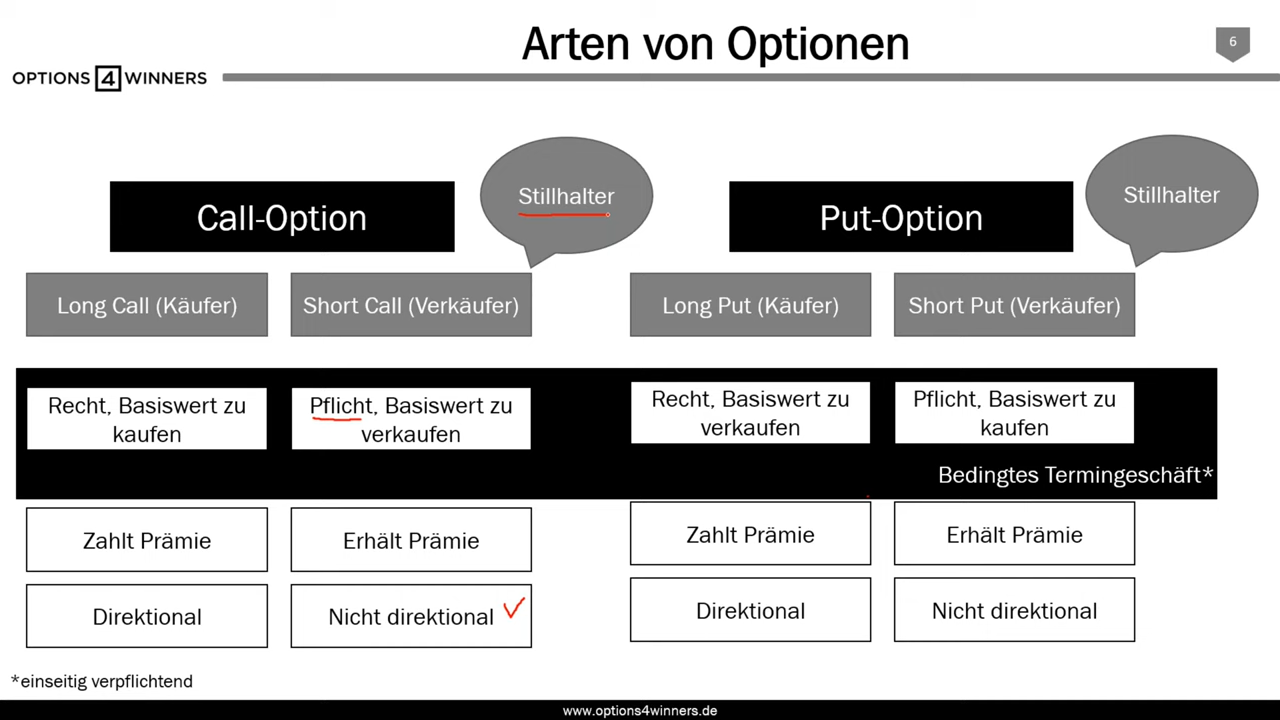 Arten von Optionen
6
OPTIONS 4 WINNERS
Stillhalter
Stillhalter
Call-Option
Put-Option
Long Call (Käufer)
Short Call (Verkäufer)
Long Put (Käufer)
Short Put (Verkäufer)
Recht, Basiswert zu
kaufen
Pflicht, Basiswert zu
verkaufen
Recht, Basiswert zu
verkaufen
Pflicht, Basiswert zu
kaufen
Bedingtes Termingeschäft*
Zahlt Prämie
Erhält Prämie
Zahlt Prämie
Erhält Prämie
Direktional
Nicht direktional
Direktional
Nicht direktional
*einseitig verpflichtend
www.options4winners.de